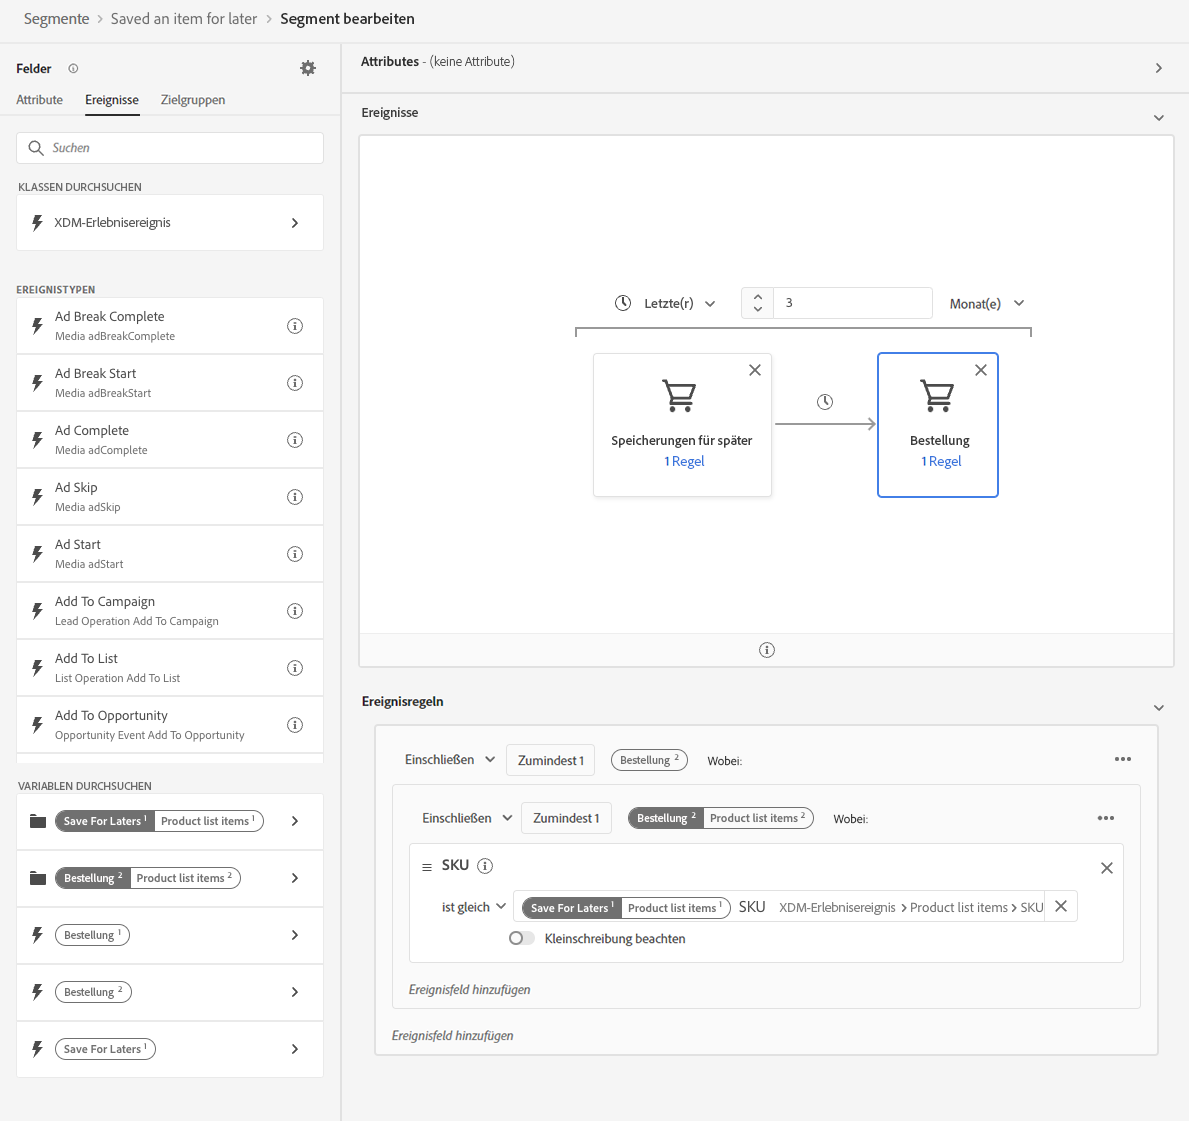 Segmente > Saved an item for later > Segment bearbeiten
Felder
Attribute Ereignisse Zielgruppen
Suchen
KLASSEN DURCHSUCHEN
XDM-Erlebnisereignis
EREIGNISTYPEN
Ad Break Complete
Media adBreakComplete
Ad Break Start
Media adBreakStart
Ad Complete
Media adComplete
Ad Skip
Media adSkip
Ad Start
Media adStart
Add To Campaign
Lead Operation Add To Campaign
Add To List
List Operation Add To List
Add To Opportunity
Opportunity Event Add To Opportunity
VARIABLEN DURCHSUCHEN
Save For Laters 1 Product list items 1
Bestellung 2 Product list items 2
Bestellung 1
Bestellung 2
Save For Laters 1
Attributes - (keine Attribute)
Ereignisse
Letzte(r) 3 Monat(e)
Speicherungen für später
1 Regel
Bestellung
1 Regel
Ereignisregeln
Einschließen Zumindest 1 Bestellung 2 Wobei:
Einschließen Zumindest 1 Bestellung 2 Product list items 2 Wobei:
SKU
ist gleich Save For Laters 1 Product list items 1 SKU XDM-Erlebnisereignis > Product list items > SKU
Kleinschreibung beachten
Ereignisfeld hinzufügen
Ereignisfeld hinzufügen